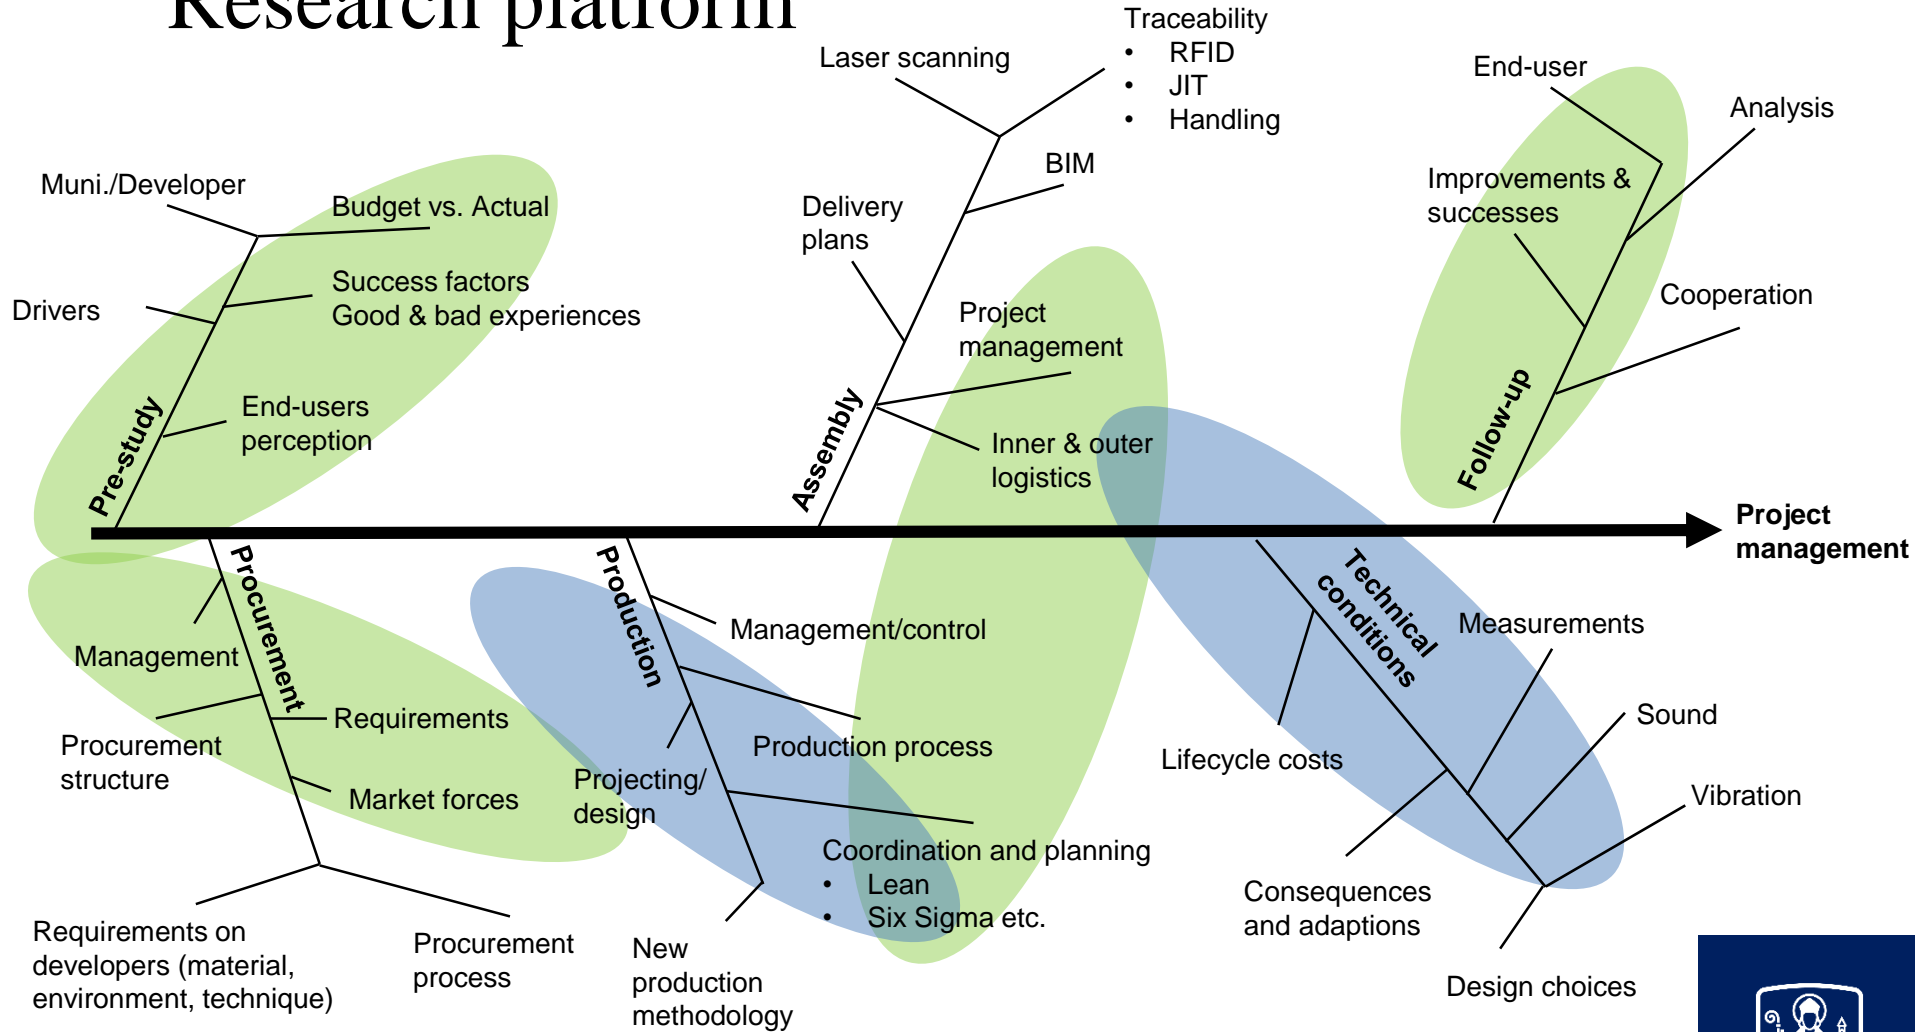 Research platform
Traceability
• RFID
• JIT
• Handling
Laser scanning
BIM
Delivery
plans
Project
management
Inner & outer
logistics
Assembly
End-user
Analysis
Improvements &
successes
Cooperation
Follow-up
Muni./Developer
Budget vs. Actual
Drivers
Success factors
Good & bad experiences
End-users
perception
Pre-study
Project
management
Procurement
Management
Procurement
structure
Requirements
Market forces
Requirements on
developers (material,
environment, technique)
Procurement
process
Production
Management/control
Production process
Projecting/
design
Coordination and planning
• Lean
• Six Sigma etc.
New
production
methodology
Technical
conditions
Measurements
Lifecycle costs
Sound
Vibration
Consequences
and adaptions
Design choices